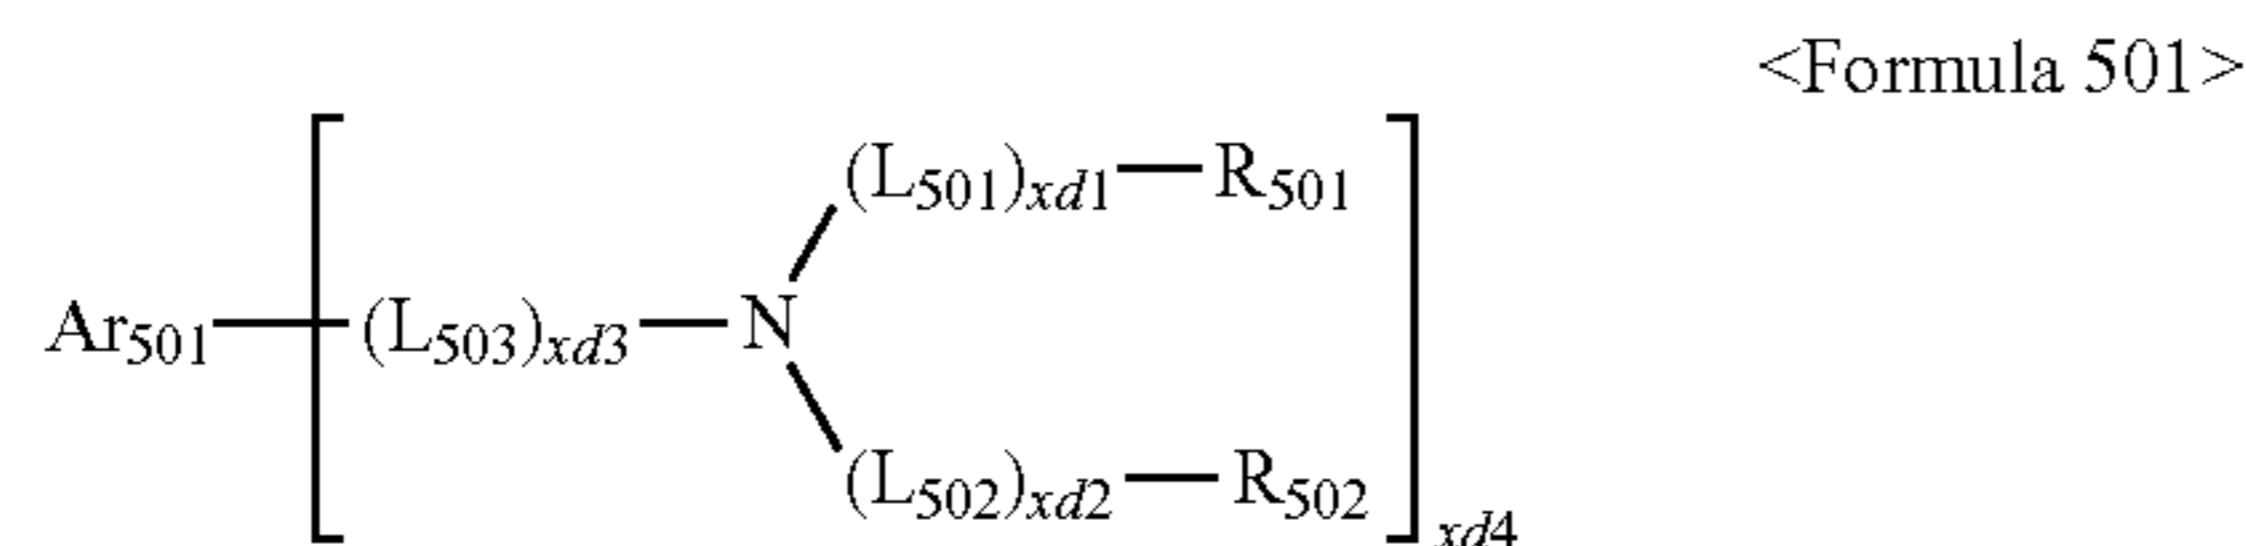 <Formula 501>
(L501)xd1—R501
Ar501—(L503)xd3—N
(L502)xd2—R502
xd4